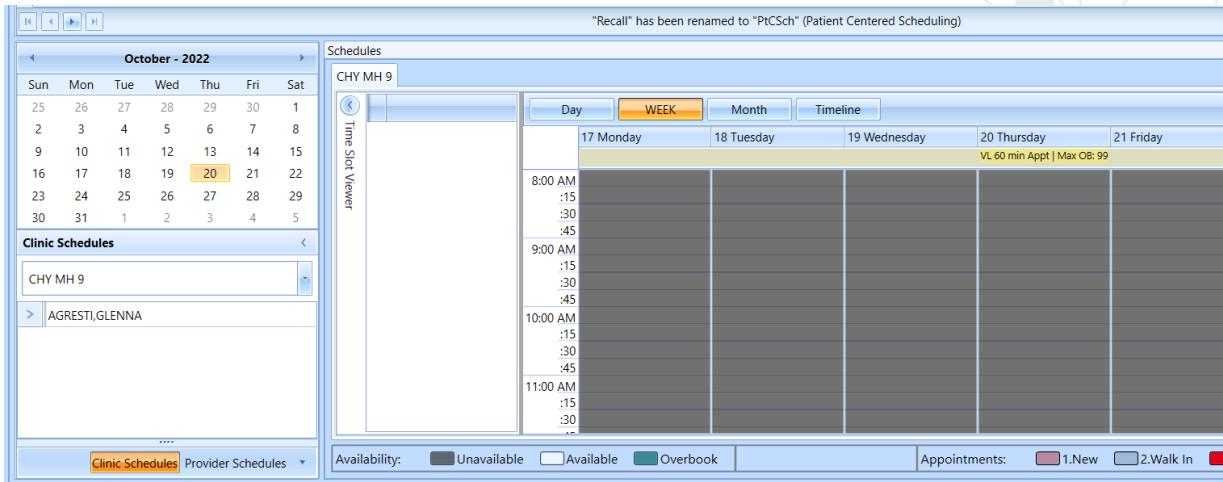 "Recall" has been renamed to "PtCSch" (Patient Centered Scheduling)
October - 2022
Sun Mon Tue Wed Thu Fri Sat
25 26 27 28 29 30 1
2 3 4 5 6 7 8
9 10 11 12 13 14 15
16 17 18 19 20 21 22
23 24 25 26 27 28 29
30 31 1 2 3 4 5
Clinic Schedules
CHY MH 9
AGRESTI,GLENNA
Clinic Schedules Provider Schedules
Schedules
CHY MH 9
Time Slot Viewer
Day WEEK Month Timeline
17 Monday 18 Tuesday 19 Wednesday 20 Thursday 21 Friday
VL 60 min Appt | Max OB: 99
8:00 AM
:15
:30
:45
9:00 AM
:15
:30
:45
10:00 AM
:15
:30
:45
11:00 AM
:15
:30
Availability: Unavailable Available Overbook Appointments: 1.New 2.Walk In